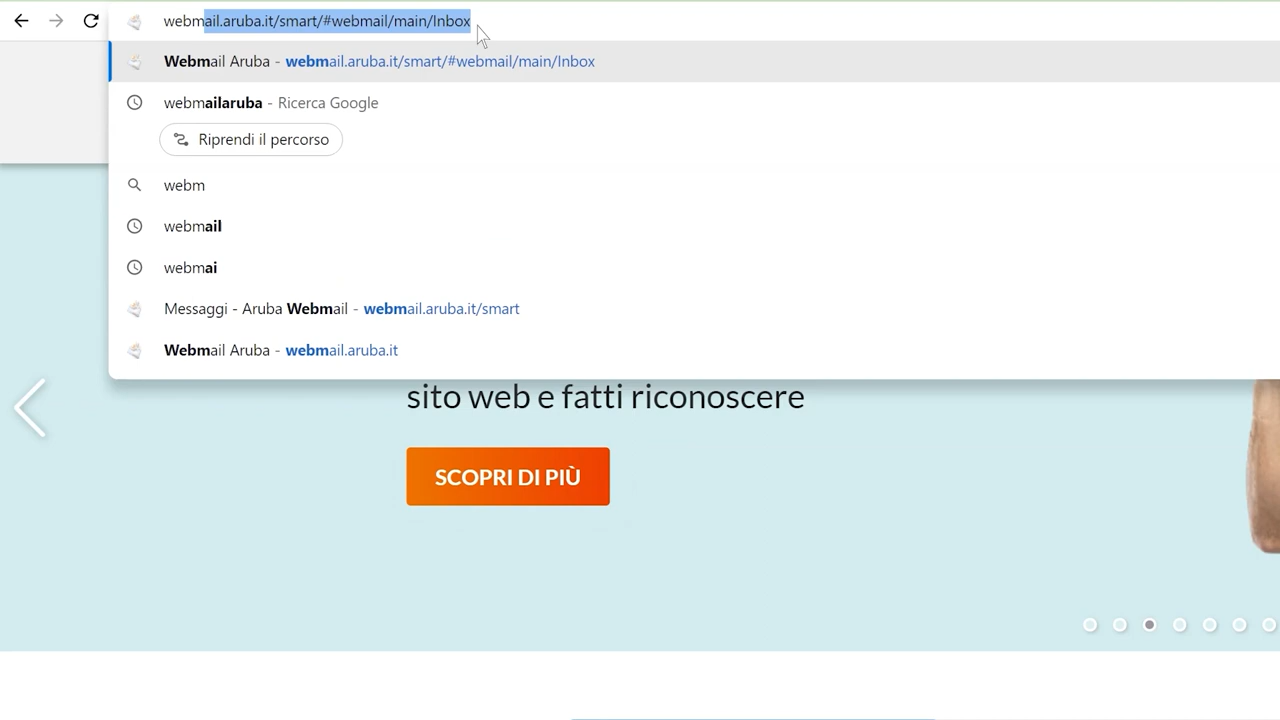 webmail.aruba.it/smart/#webmail/main/Inbox
Webmail Aruba - webmail.aruba.it/smart/#webmail/main/Inbox
webmailaruba - Ricerca Google
Riprendi il percorso
webm
webmail
webmai
Messaggi - Aruba Webmail - webmail.aruba.it/smart
Webmail Aruba - webmail.aruba.it
sito web e fatti riconoscere
SCOPRI DI PIÙ